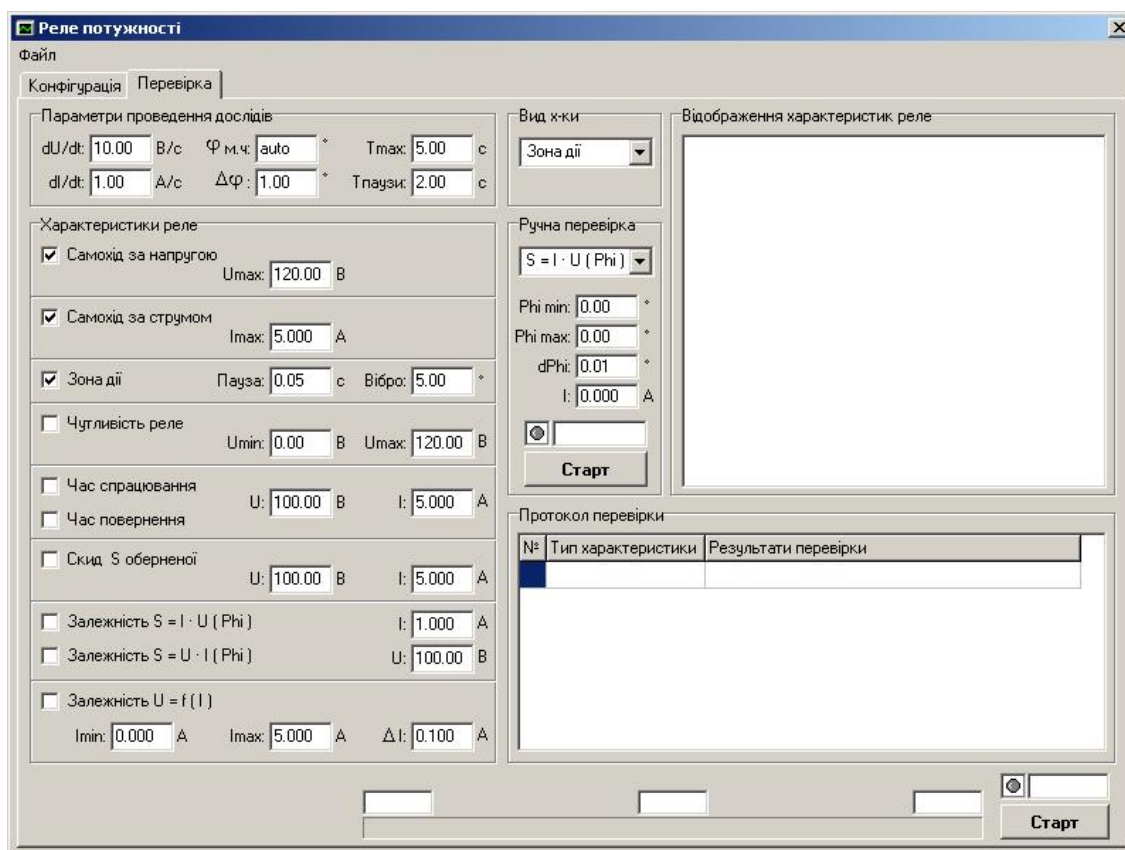 Реле потужності
Файл
Конфігурація Перевірка
Параметри проведення дослідів
dU/dt: 10.00 В/с φ м.ч: auto ° Tmax: 5.00 с
dI/dt: 1.00 А/с Δφ : 1.00 ° Тпаузи: 2.00 с
Характеристики реле
Самохід за напругою
Umax: 120.00 В
Самохід за струмом
Imax: 5.000 А
Зона дії Пауза: 0.05 с Вібро: 5.00 °
Чутливість реле
Umin: 0.00 В Umax: 120.00 В
Час спрацювання
U: 100.00 В I: 5.000 А
Час повернення
Скид S оберненої
U: 100.00 В I: 5.000 А
Залежність S = I · U ( Phi ) I: 1.000 А
Залежність S = U · I ( Phi ) U: 100.00 В
Залежність U = f ( I )
Imin: 0.000 А Imax: 5.000 А Δ I: 0.100 А
Вид х-ки
Зона дії
Ручна перевірка
S = I · U ( Phi )
Phi min: 0.00 °
Phi max: 0.00 °
dPhi: 0.01 °
I: 0.000 А
Старт
Відображення характеристик реле
Протокол перевірки
№ Тип характеристики Результати перевірки
Старт